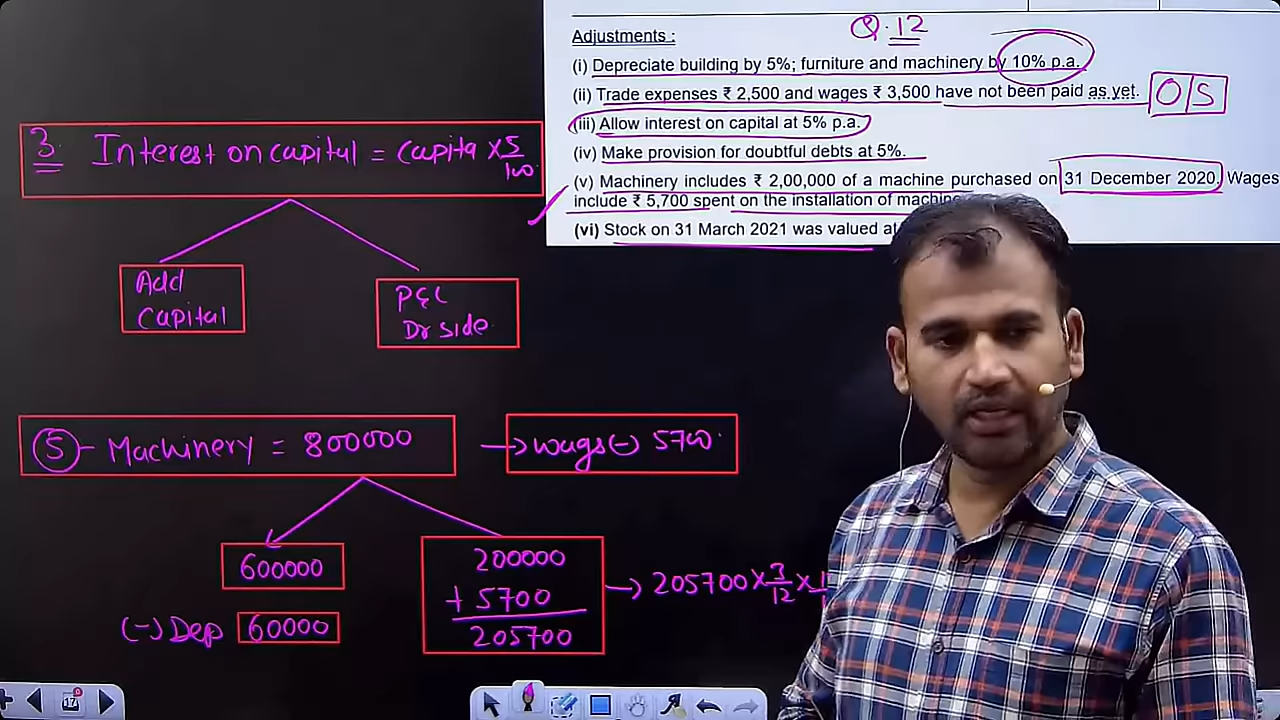 Q.12
Adjustments :
(i) Depreciate building by 5%; furniture and machinery by 10% p.a.
(ii) Trade expenses ₹ 2,500 and wages ₹ 3,500 have not been paid as yet.
O/S
(iii) Allow interest on capital at 5% p.a.
(iv) Make provision for doubtful debts at 5%.
(v) Machinery includes ₹ 2,00,000 of a machine purchased on 31 December 2020. Wages
include ₹ 5,700 spent on the installation of
(vi) Stock on 31 March 2021 was valued at
3. Interest on capital = Capita × 5/100
Add
Capital
P&L
Dr side
5 - Machinery = 800000
→ wags (-) 5700
600000
(-) Dep 60000
200000
+ 5700
205700
→ 205700 × 3/12 ×
17